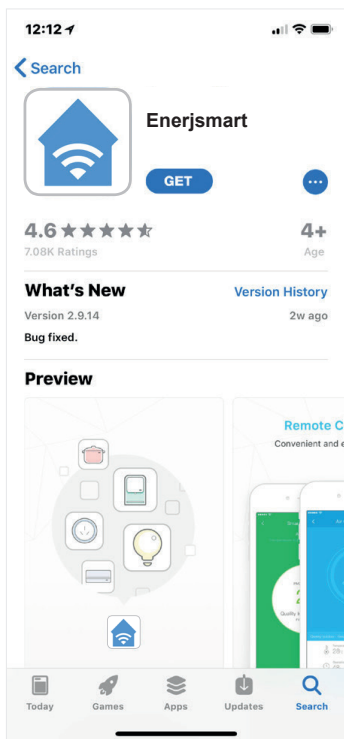 12:12
Search
Enerjsmart
GET
4.6
4+
7.08K Ratings
Age
What's New
Version History
Version 2.9.14
2w ago
Bug fixed.
Preview
Remote C
Convenient and e
Today
Games
Apps
Updates
Search